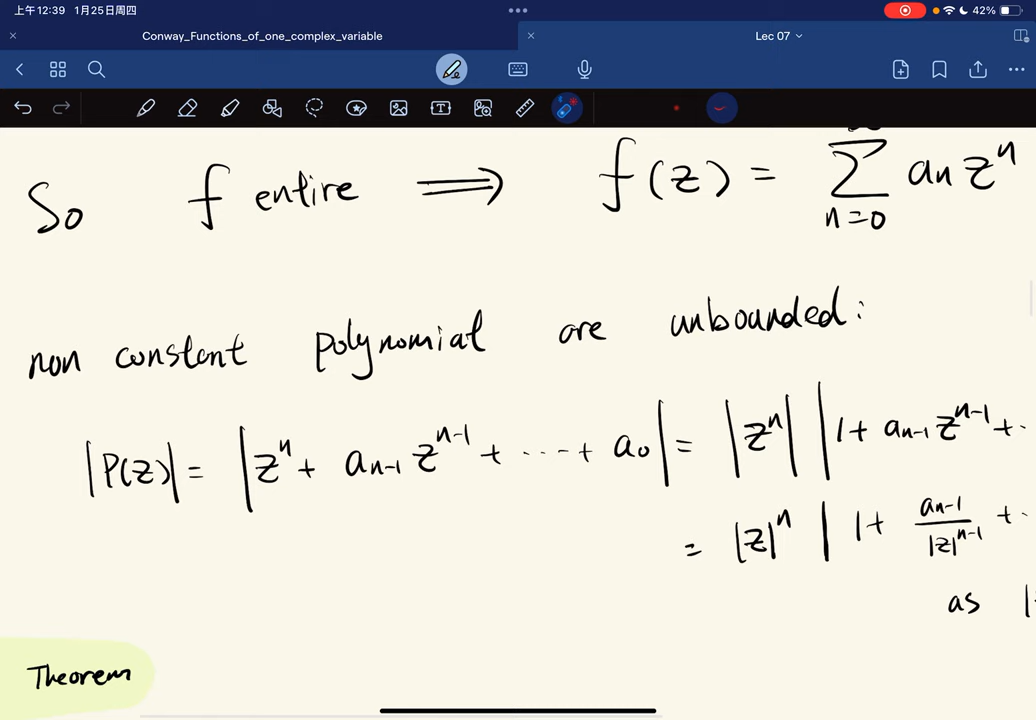 上午12:39 1月25日周四
42%
Conway_Functions_of_one_complex_variable
Lec 07
So f entire ⟹ f(z) = ∑_{n=0} a_n z^n
non constant polynomial are unbounded:
|P(z)| = |z^n + a_{n-1} z^{n-1} + ---- + a_0| = |z^n| |1 + a_{n-1} z^{n-1} + ..
= |z|^n | 1 + \frac{a_{n-1}}{|z|^{n-1}} + ..
as |
Theorem